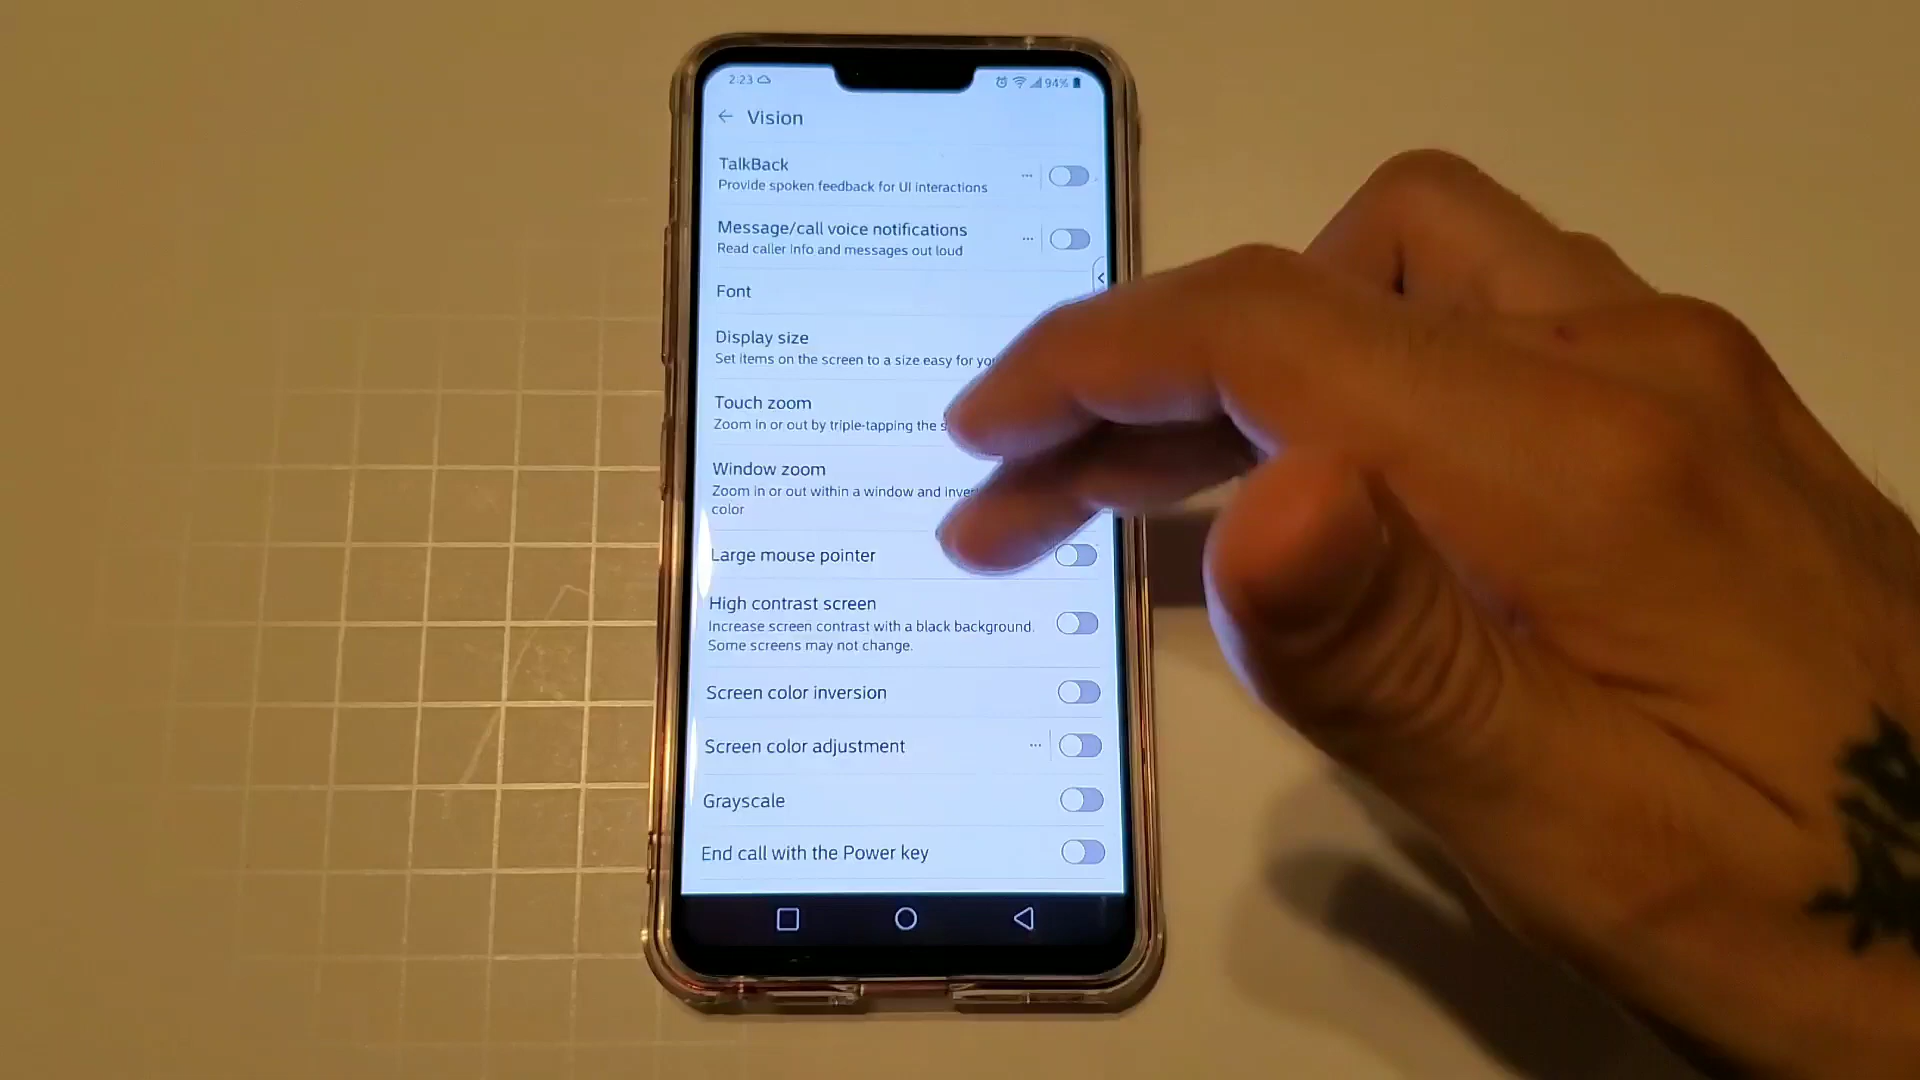 2:23
94%
Vision
TalkBack
Provide spoken feedback for UI interactions
Message/call voice notifications
Read caller info and messages out loud
Font
Display size
Set items on the screen to a size easy for
Touch zoom
Zoom in or out by triple-tapping the
Window zoom
Zoom in or out within a window and
color
Large mouse pointer
High contrast screen
Increase screen contrast with a black background.
Some screens may not change.
Screen color inversion
Screen color adjustment
Grayscale
End call with the Power key